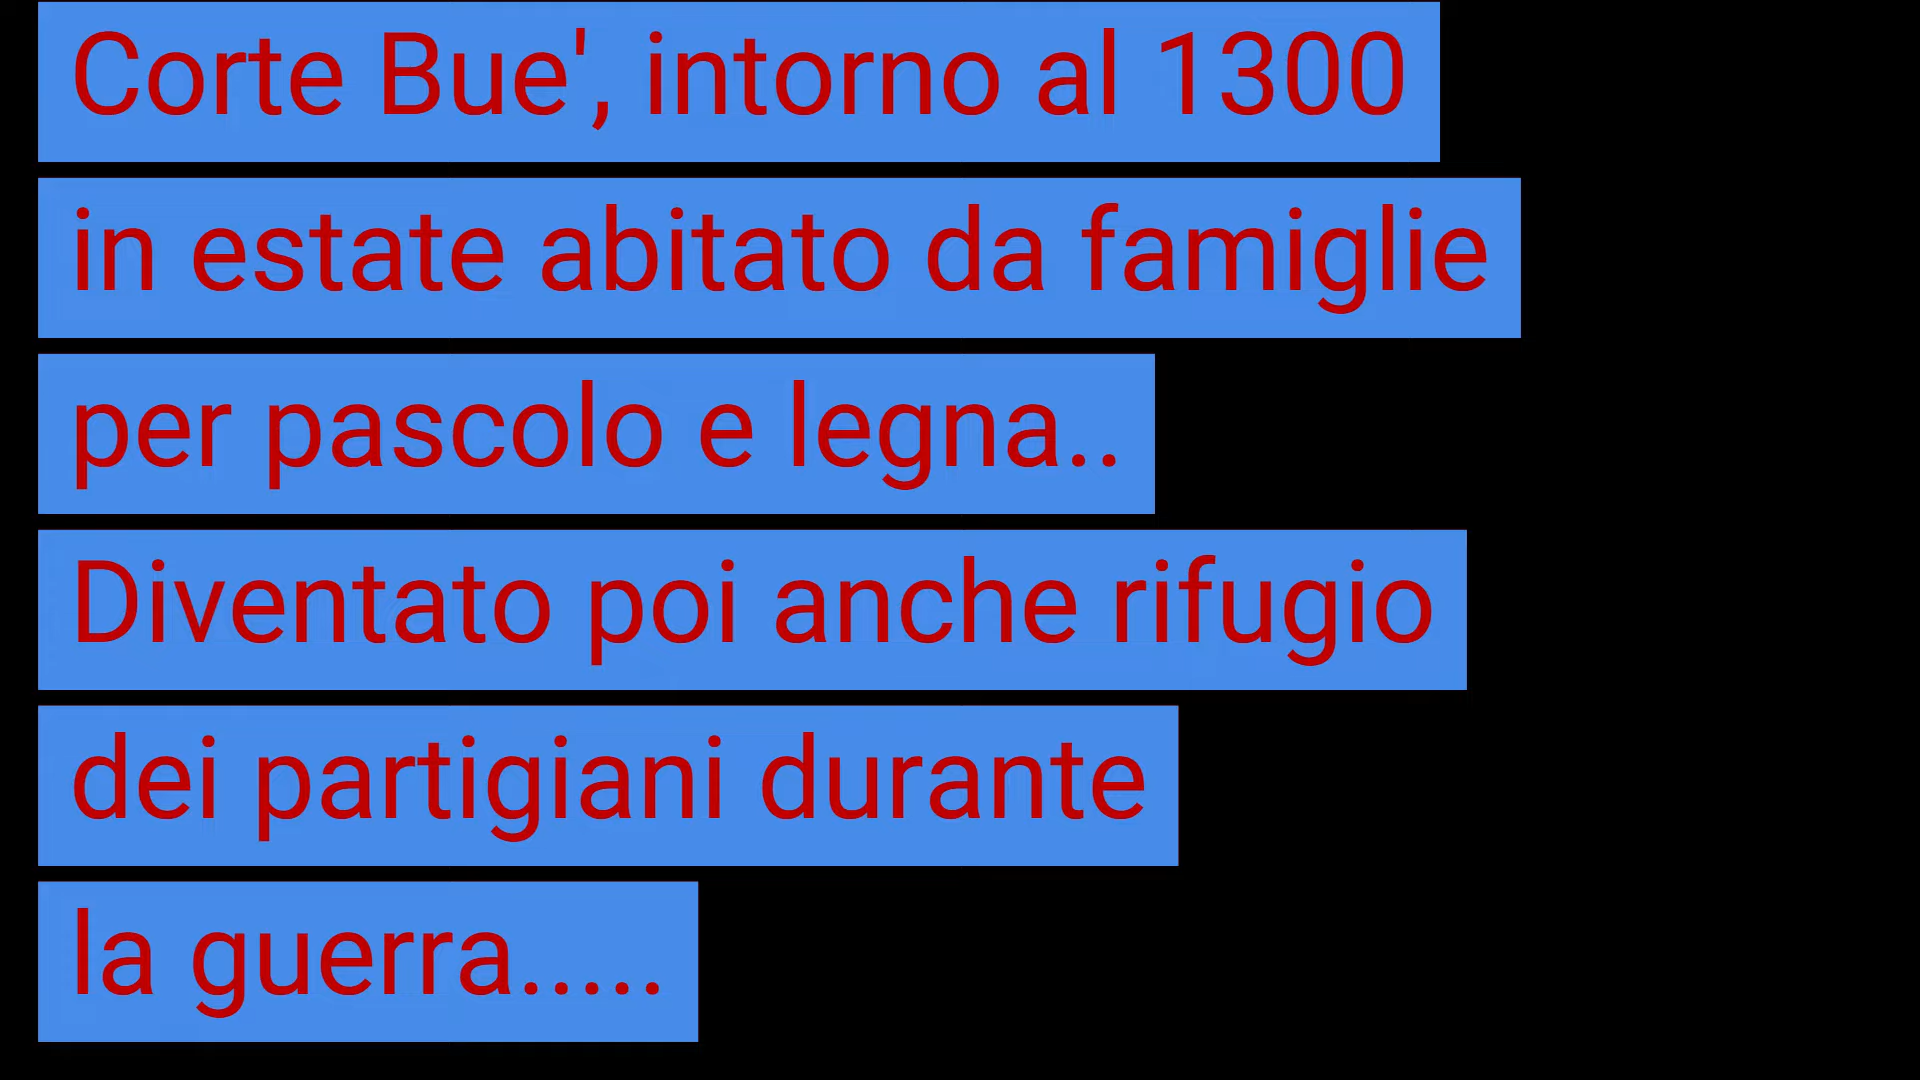 Corte Bue', intorno al 1300
in estate abitato da famiglie
per pascolo e legna..
Diventato poi anche rifugio
dei partigiani durante
la guerra.....